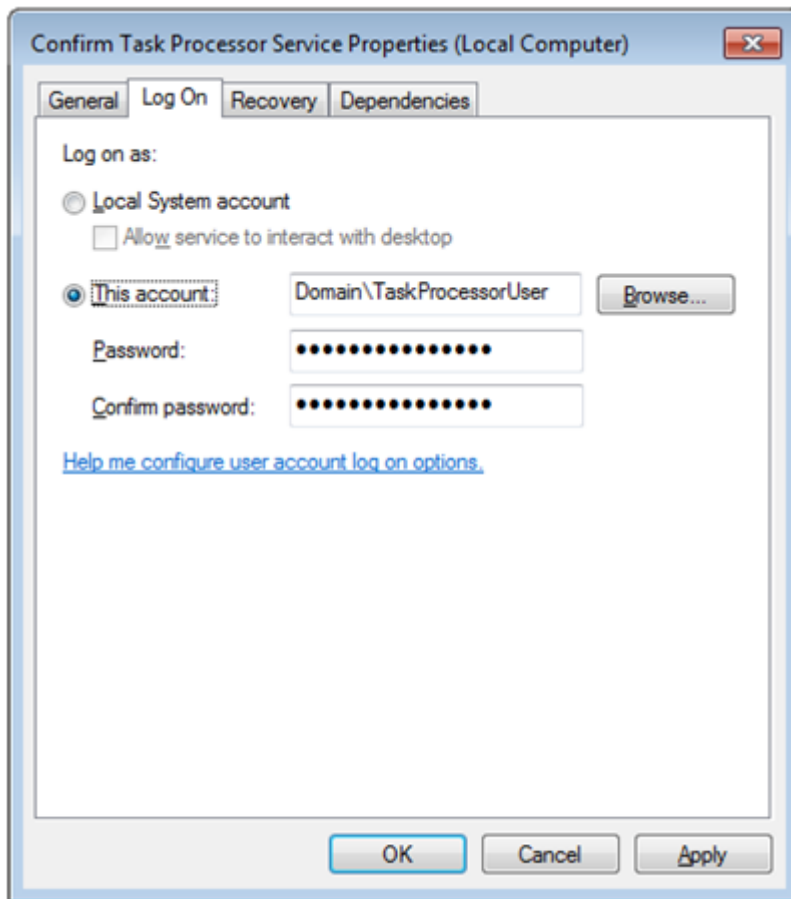 Confirm Task Processor Service Properties (Local Computer)
General Log On Recovery Dependencies
Log on as:
Local System account
Allow service to interact with desktop
This account: Domain\TaskProcessorUser Browse...
Password: •••••••••••••••
Confirm password: •••••••••••••••
Help me configure user account log on options.
OK Cancel Apply